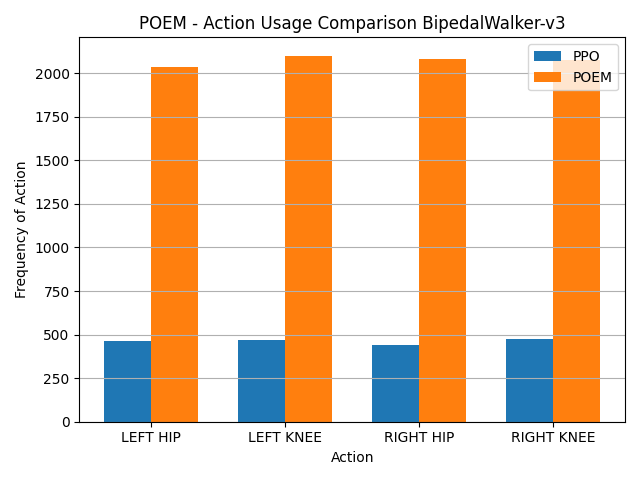 POEM - Action Usage Comparison BipedalWalker-v3
PPO
POEM
Frequency of Action
2000
1750
1500
1250
1000
750
500
250
0
LEFT HIP LEFT KNEE RIGHT HIP RIGHT KNEE
Action